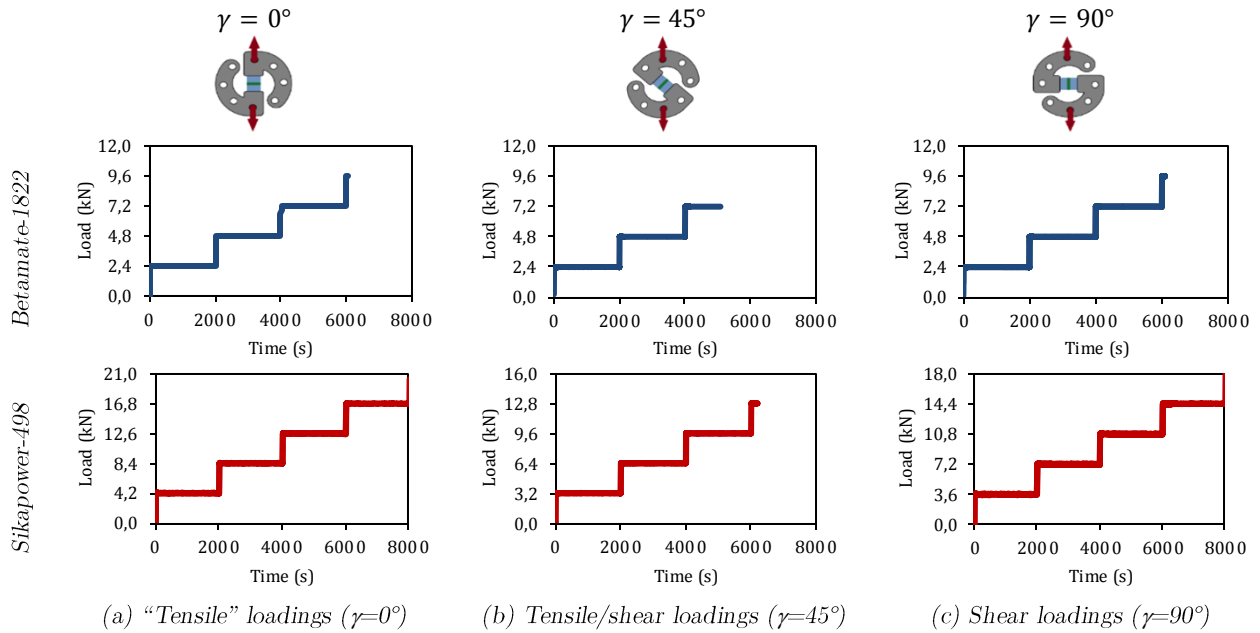 γ = 0°
γ = 45°
γ = 90°
Betamate-1822
12,0
9,6
7,2
4,8
2,4
0,0
Load (kN)
0 2000 4000 6000 8000
Time (s)
12,0
9,6
7,2
4,8
2,4
0,0
Load (kN)
0 2000 4000 6000 8000
Time (s)
12,0
9,6
7,2
4,8
2,4
0,0
Load (kN)
0 2000 4000 6000 8000
Time (s)
Sikapower-498
21,0
16,8
12,6
8,4
4,2
0,0
Load (kN)
0 2000 4000 6000 8000
Time (s)
16,0
12,8
9,6
6,4
3,2
0,0
Load (kN)
0 2000 4000 6000 8000
Time (s)
18,0
14,4
10,8
7,2
3,6
0,0
Load (kN)
0 2000 4000 6000 8000
Time (s)
(a) “Tensile” loadings (γ=0°)
(b) Tensile/shear loadings (γ=45°)
(c) Shear loadings (γ=90°)